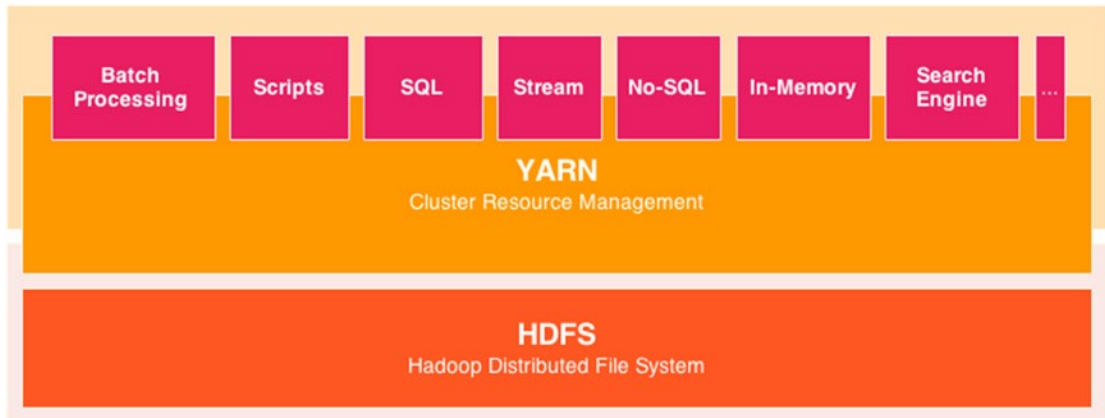 Batch
Processing
Scripts
SQL
Stream
No-SQL
In-Memory
Search
Engine
...
YARN
Cluster Resource Management
HDFS
Hadoop Distributed File System